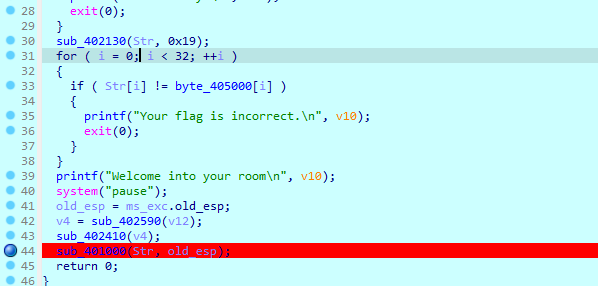 28 exit(0);
29 }
30 sub_402130(Str, 0x19);
31 for ( i = 0; i < 32; ++i )
32 {
33 if ( Str[i] != byte_405000[i] )
34 {
35 printf("Your flag is incorrect.\n", v10);
36 exit(0);
37 }
38 }
39 printf("Welcome into your room\n", v10);
40 system("pause");
41 old_esp = ms_exc.old_esp;
42 v4 = sub_402590(v12);
43 sub_402410(v4);
44 sub_401000(Str, old_esp);
45 return 0;
46 }